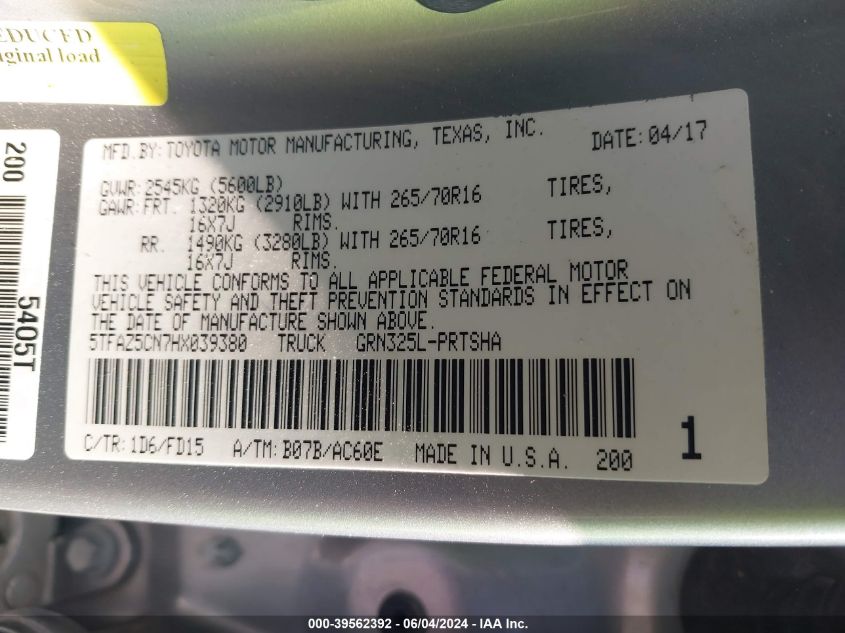 EDUCED
ginal load
200
5405T
MFD.BY:TOYOTA MOTOR MANUFACTURING, TEXAS, INC. DATE:04/17
GVWR:2545KG (5600LB)
GAWR:FRT. 1320KG (2910LB) WITH 265/70R16 TIRES,
16X7J RIMS.
RR. 1490KG (3280LB) WITH 265/70R16 TIRES,
16X7J RIMS.
THIS VEHICLE CONFORMS TO ALL APPLICABLE FEDERAL MOTOR
VEHICLE SAFETY AND THEFT PREVENTION STANDARDS IN EFFECT ON
THE DATE OF MANUFACTURE SHOWN ABOVE.
5TFAZ5CN7HX039380 TRUCK GRN325L-PRTSHA
C/TR:1D6/FD15 A/TM:B07B/AC60E MADE IN U.S.A. 200 1
000-39562392 - 06/04/2024 - IAA Inc.